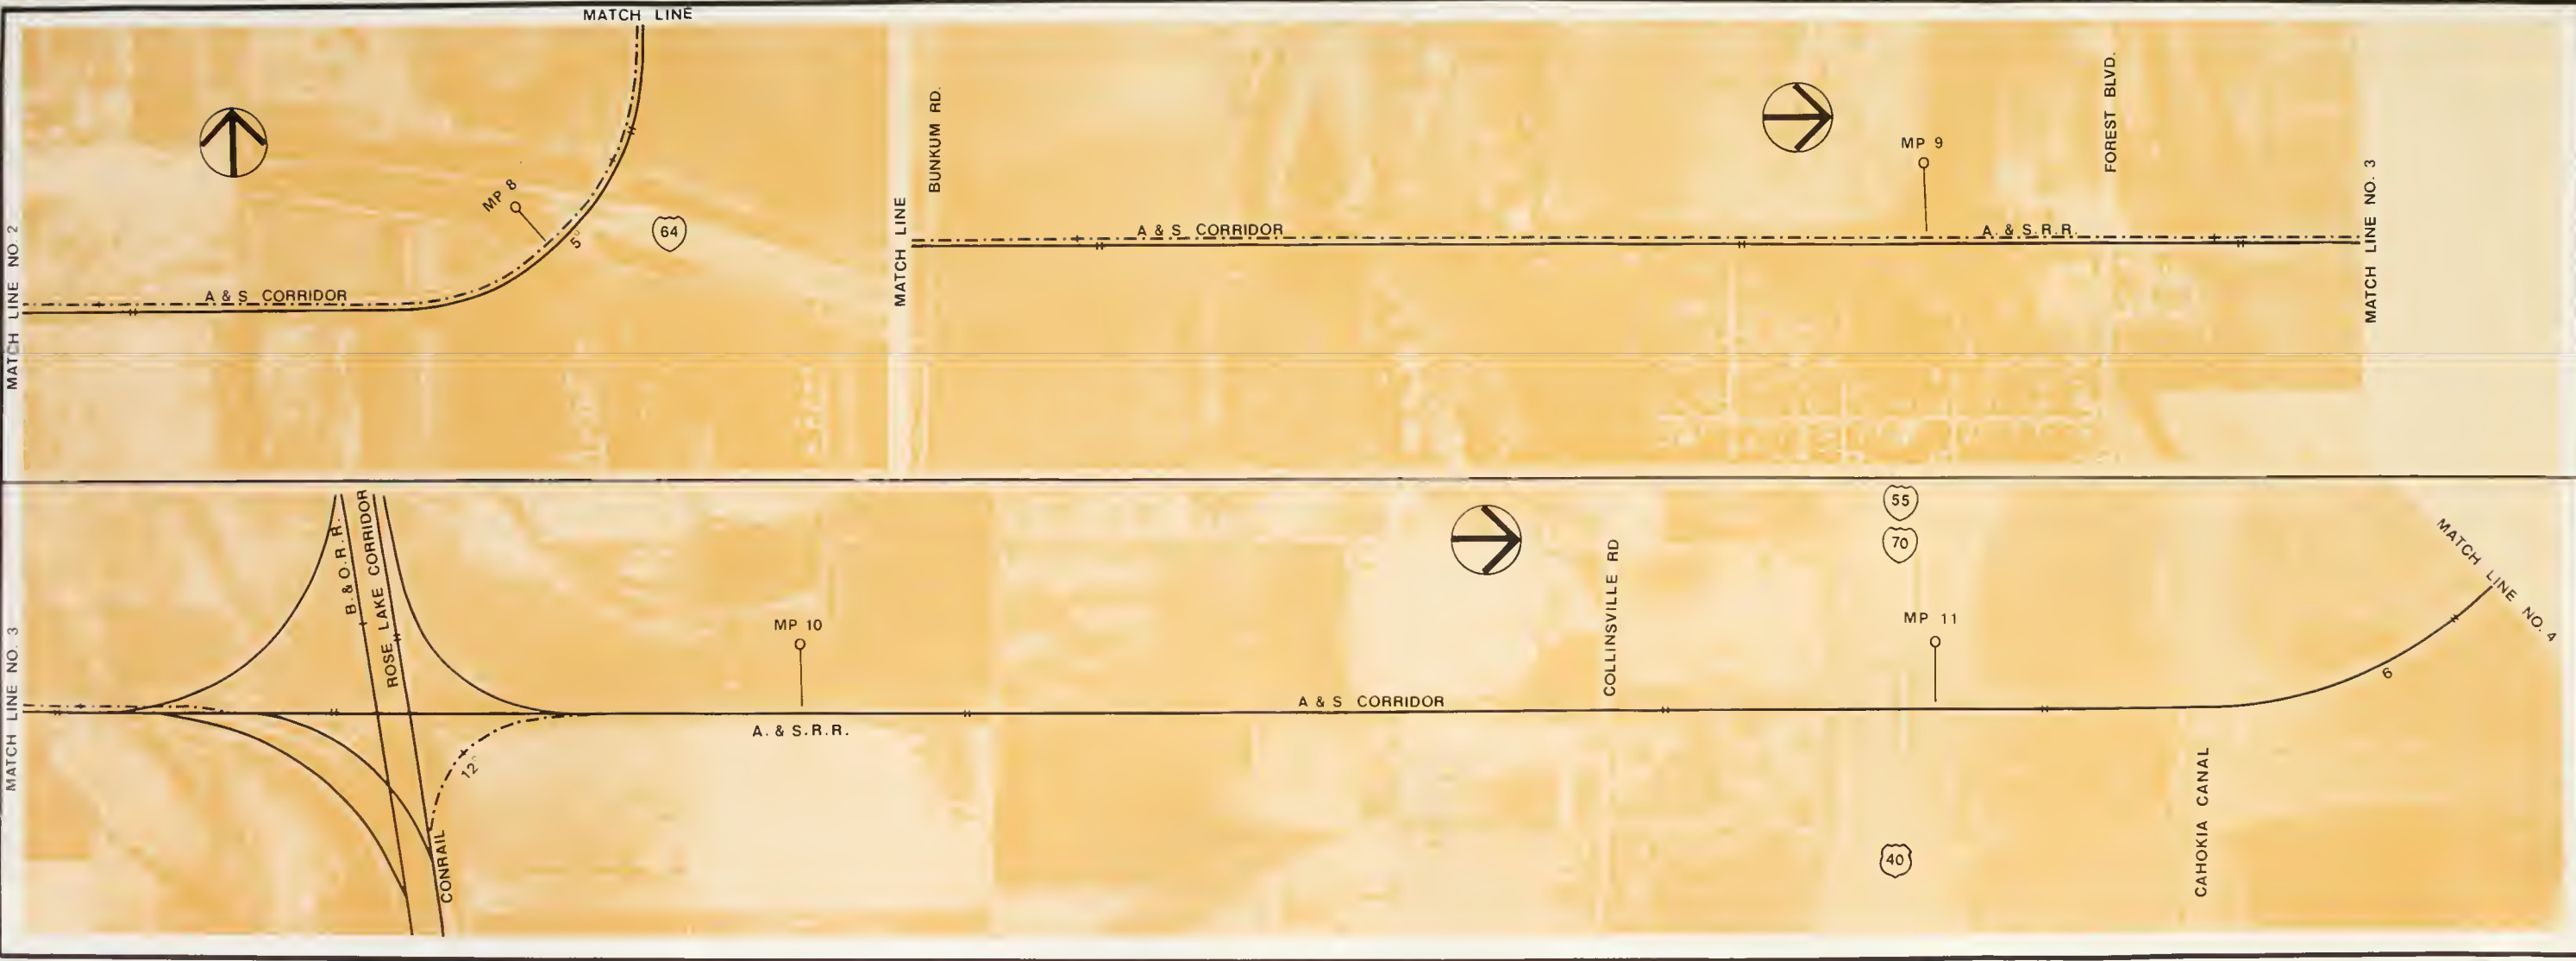 MATCH LINE
MATCH LINE NO. 2
A & S CORRIDOR
MP 8
5°
64
MATCH LINE
BUNKUM RD.
A & S CORRIDOR
MP 9
A. & S.R.R.
FOREST BLVD.
MATCH LINE NO. 3
MATCH LINE NO. 3
B. & O. R. R.
ROSE LAKE CORRIDOR
CONRAIL
12°
MP 10
A. & S.R.R.
A & S CORRIDOR
COLLINSVILLE RD
55
70
MP 11
40
CAHOKIA CANAL
6
MATCH LINE NO. 4